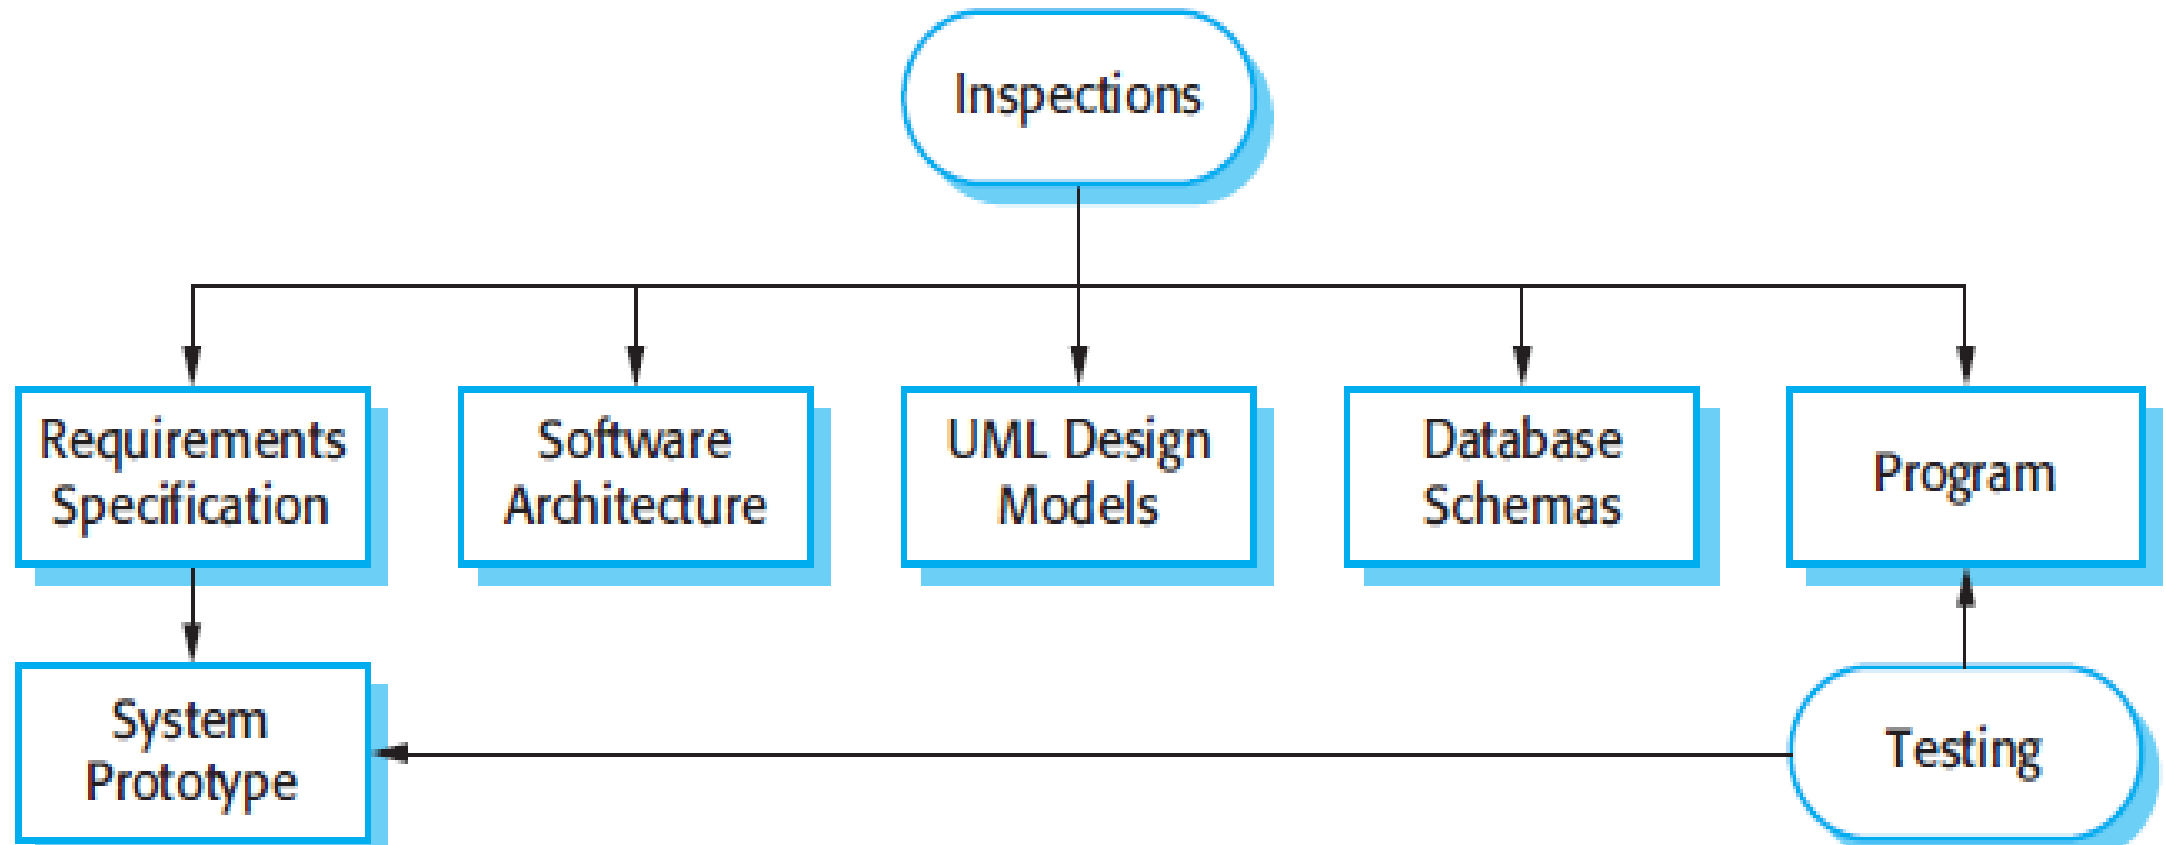 Inspections
Requirements
Specification
Software
Architecture
UML Design
Models
Database
Schemas
Program
System
Prototype
Testing